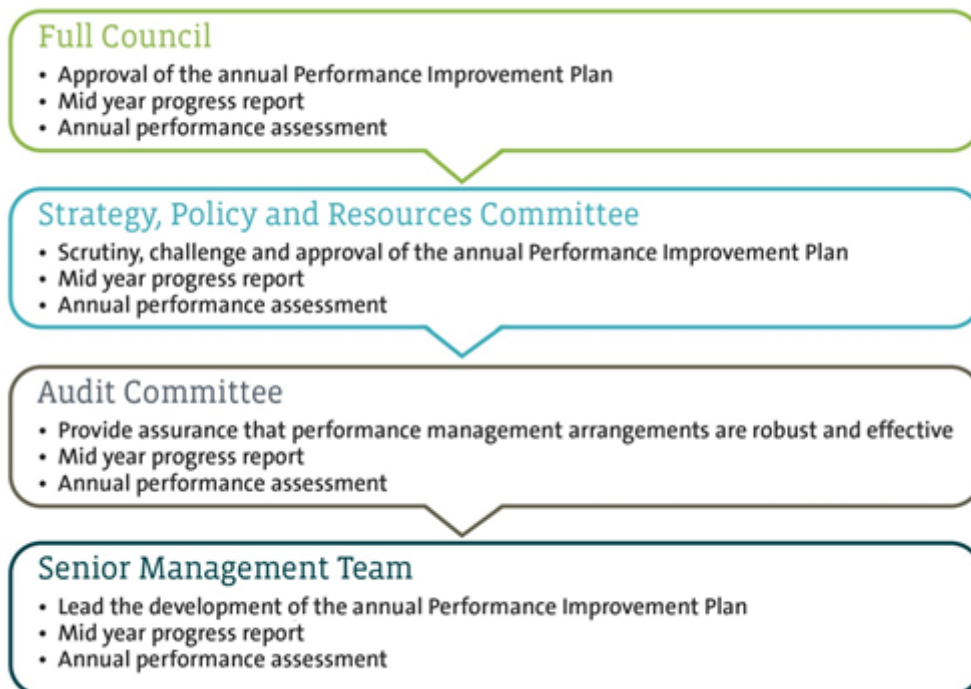 Full Council
• Approval of the annual Performance Improvement Plan
• Mid year progress report
• Annual performance assessment
Strategy, Policy and Resources Committee
• Scrutiny, challenge and approval of the annual Performance Improvement Plan
• Mid year progress report
• Annual performance assessment
Audit Committee
• Provide assurance that performance management arrangements are robust and effective
• Mid year progress report
• Annual performance assessment
Senior Management Team
• Lead the development of the annual Performance Improvement Plan
• Mid year progress report
• Annual performance assessment